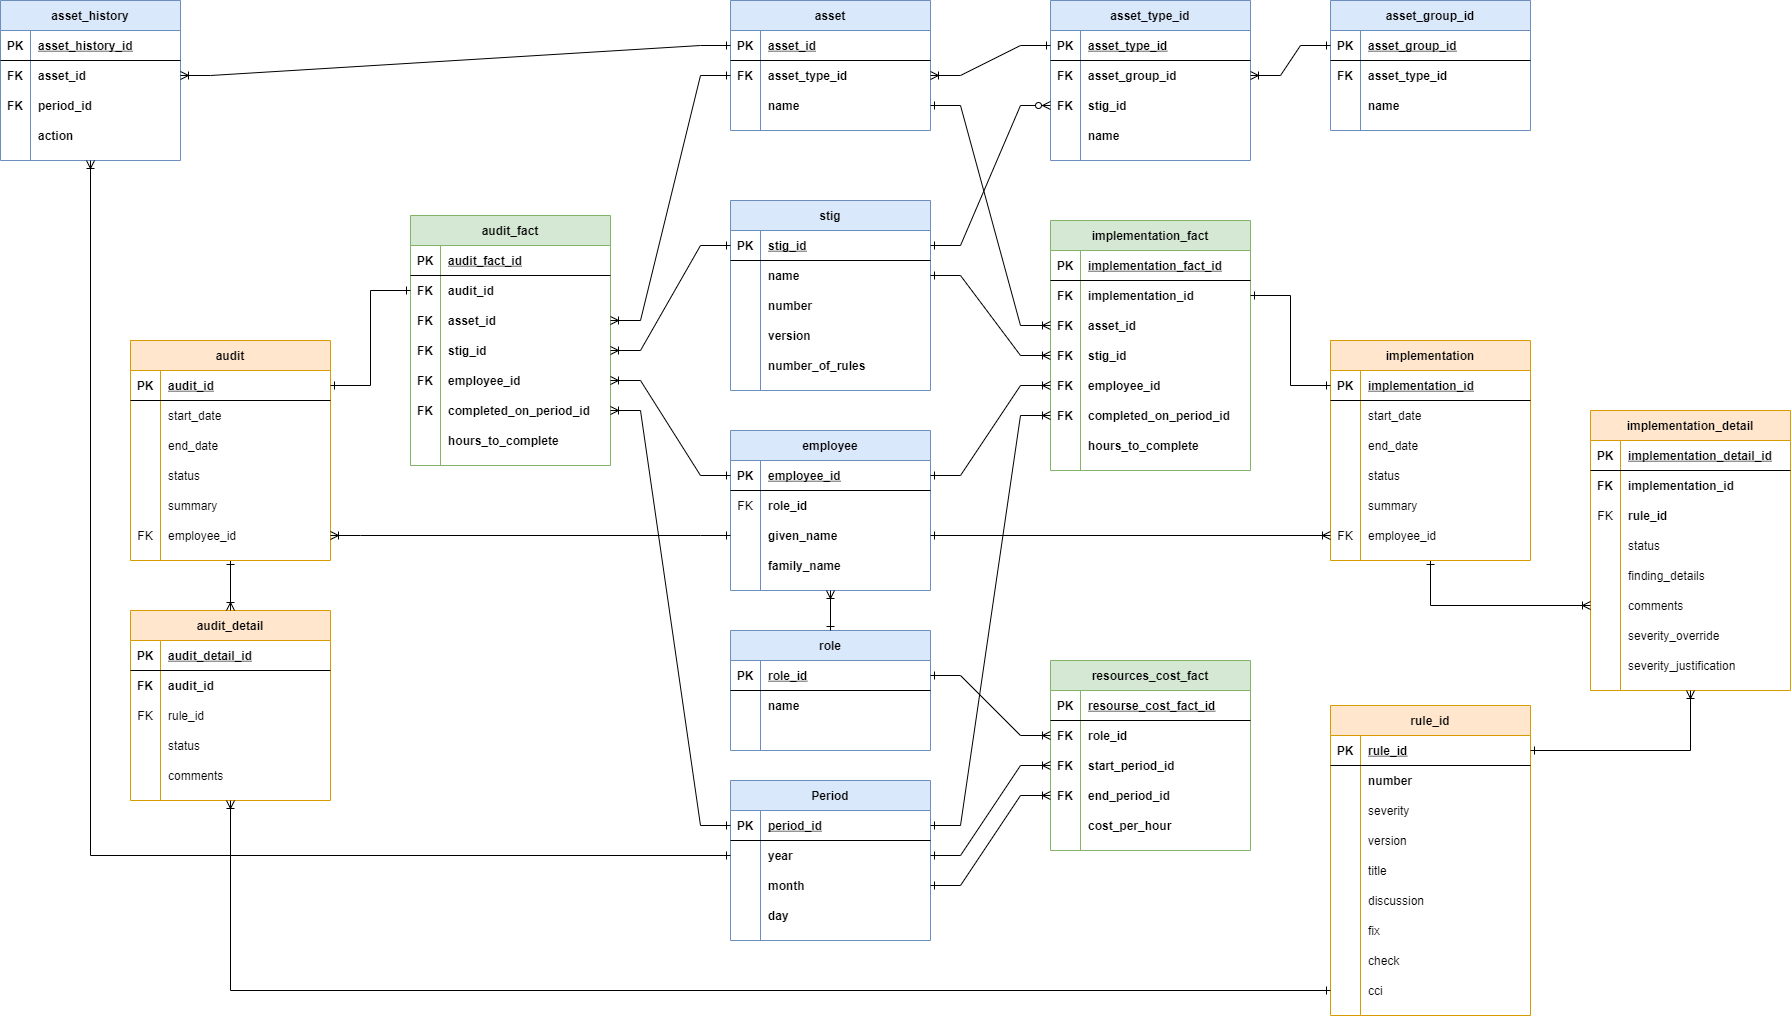 asset_history
PK asset_history_id
FK asset_id
FK period_id
action
asset
PK asset_id
FK asset_type_id
name
asset_type_id
PK asset_type_id
FK asset_group_id
FK stig_id
name
asset_group_id
PK asset_group_id
FK asset_type_id
name
audit_fact
PK audit_fact_id
FK audit_id
FK asset_id
FK stig_id
FK employee_id
FK completed_on_period_id
hours_to_complete
stig
PK stig_id
name
number
version
number_of_rules
implementation_fact
PK implementation_fact_id
FK implementation_id
FK asset_id
FK stig_id
FK employee_id
FK completed_on_period_id
hours_to_complete
audit
PK audit_id
start_date
end_date
status
summary
FK employee_id
employee
PK employee_id
FK role_id
given_name
family_name
implementation
PK implementation_id
start_date
end_date
status
summary
FK employee_id
implementation_detail
PK implementation_detail_id
FK implementation_id
FK rule_id
status
finding_details
comments
severity_override
severity_justification
audit_detail
PK audit_detail_id
FK audit_id
FK rule_id
status
comments
role
PK role_id
name
resources_cost_fact
PK resourse_cost_fact_id
FK role_id
FK start_period_id
FK end_period_id
cost_per_hour
Period
PK period_id
year
month
day
rule_id
PK rule_id
number
severity
version
title
discussion
fix
check
cci